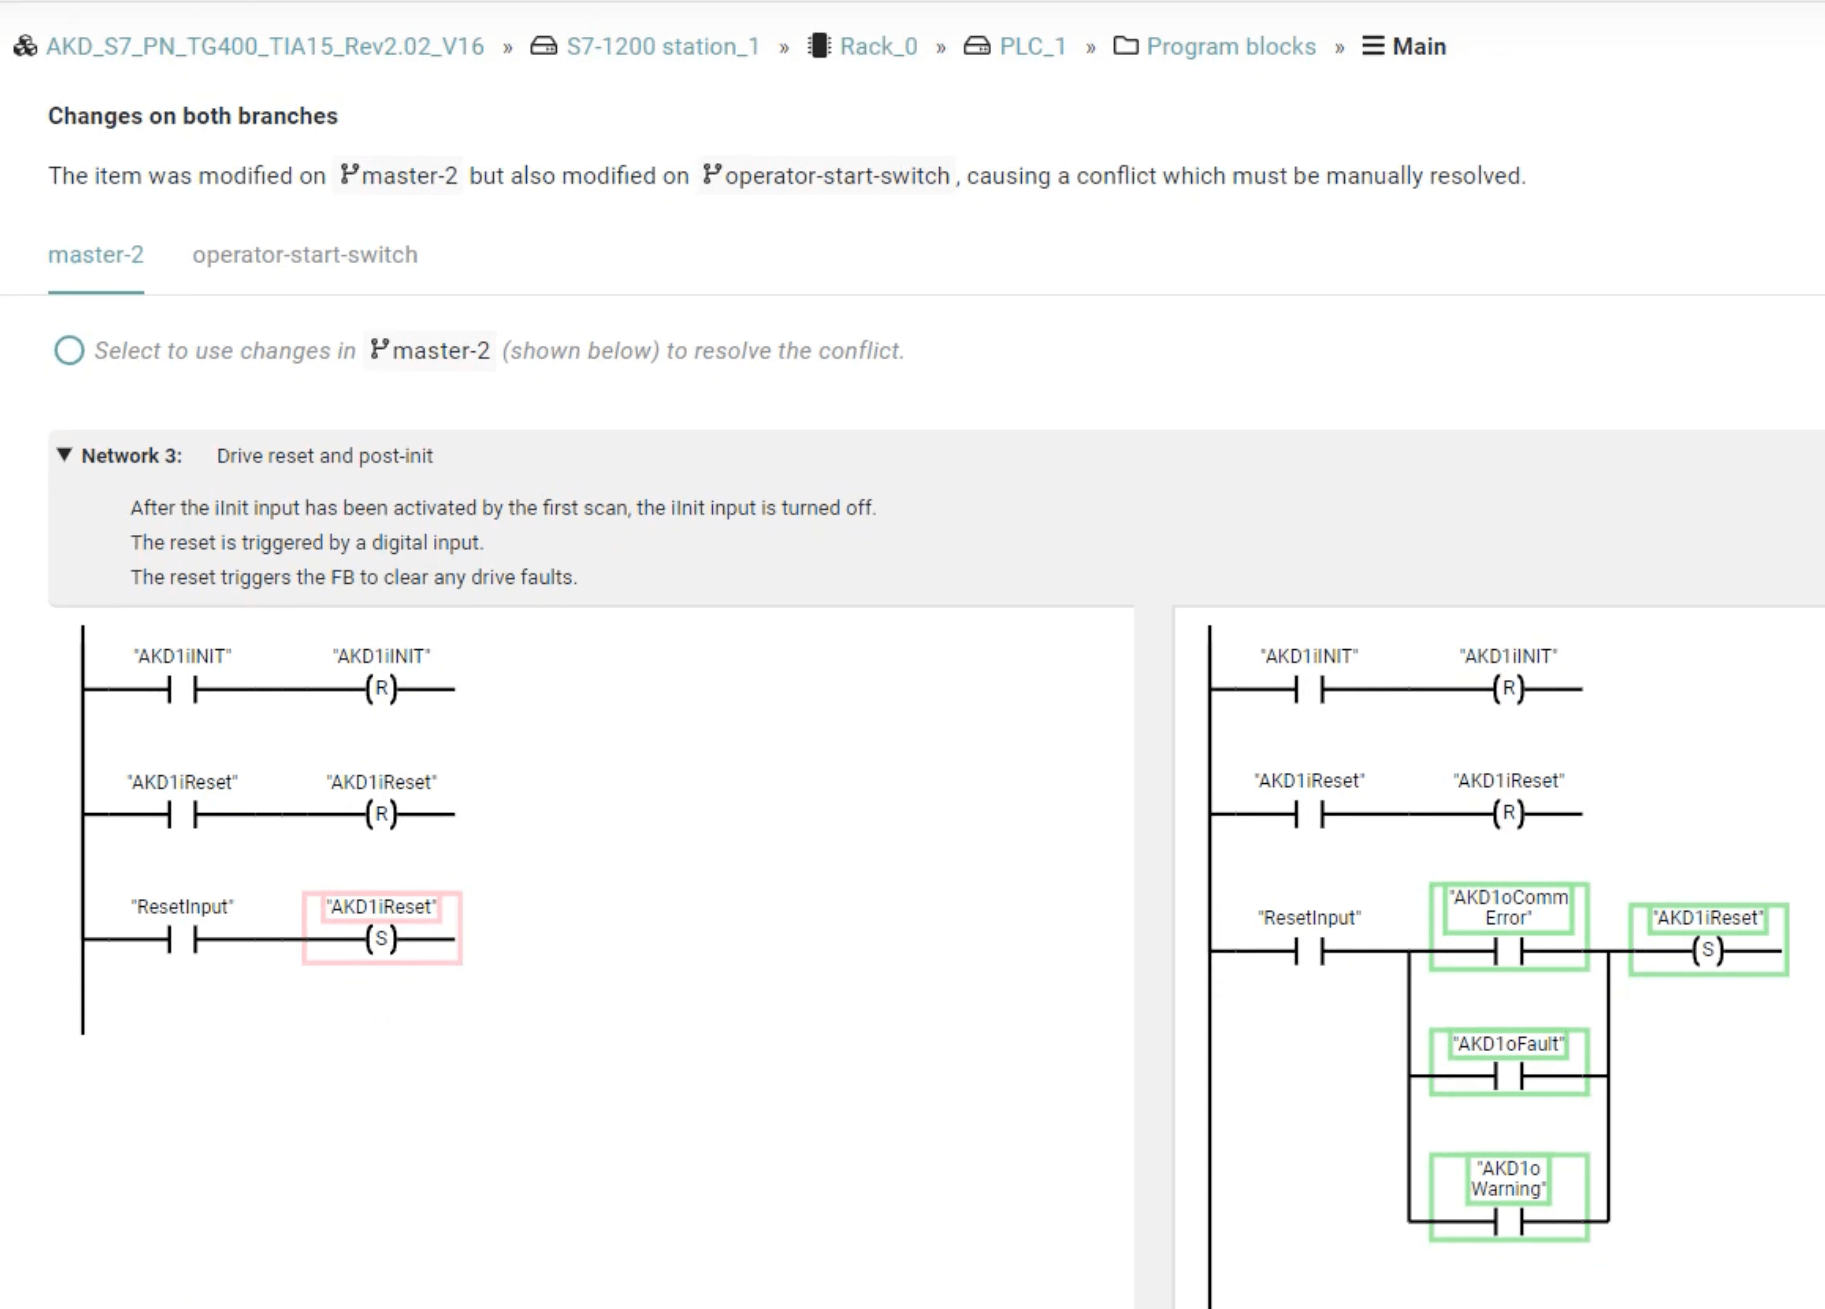 AKD_S7_PN_TG400_TIA15_Rev2.02_V16 » S7-1200 station_1 » Rack_0 » PLC_1 » Program blocks » Main
Changes on both branches
The item was modified on master-2 but also modified on operator-start-switch, causing a conflict which must be manually resolved.
master-2 operator-start-switch
Select to use changes in master-2 (shown below) to resolve the conflict.
Network 3: Drive reset and post-init
After the iInit input has been activated by the first scan, the iInit input is turned off.
The reset is triggered by a digital input.
The reset triggers the FB to clear any drive faults.
"AKD1iINIT" "AKD1iINIT"
(R)
"AKD1iReset" "AKD1iReset"
(R)
"ResetInput" "AKD1iReset"
(S)
"AKD1iINIT" "AKD1iINIT"
(R)
"AKD1iReset" "AKD1iReset"
(R)
"ResetInput" "AKD1oComm
Error" "AKD1iReset"
(S)
"AKD1oFault"
"AKD1o
Warning"